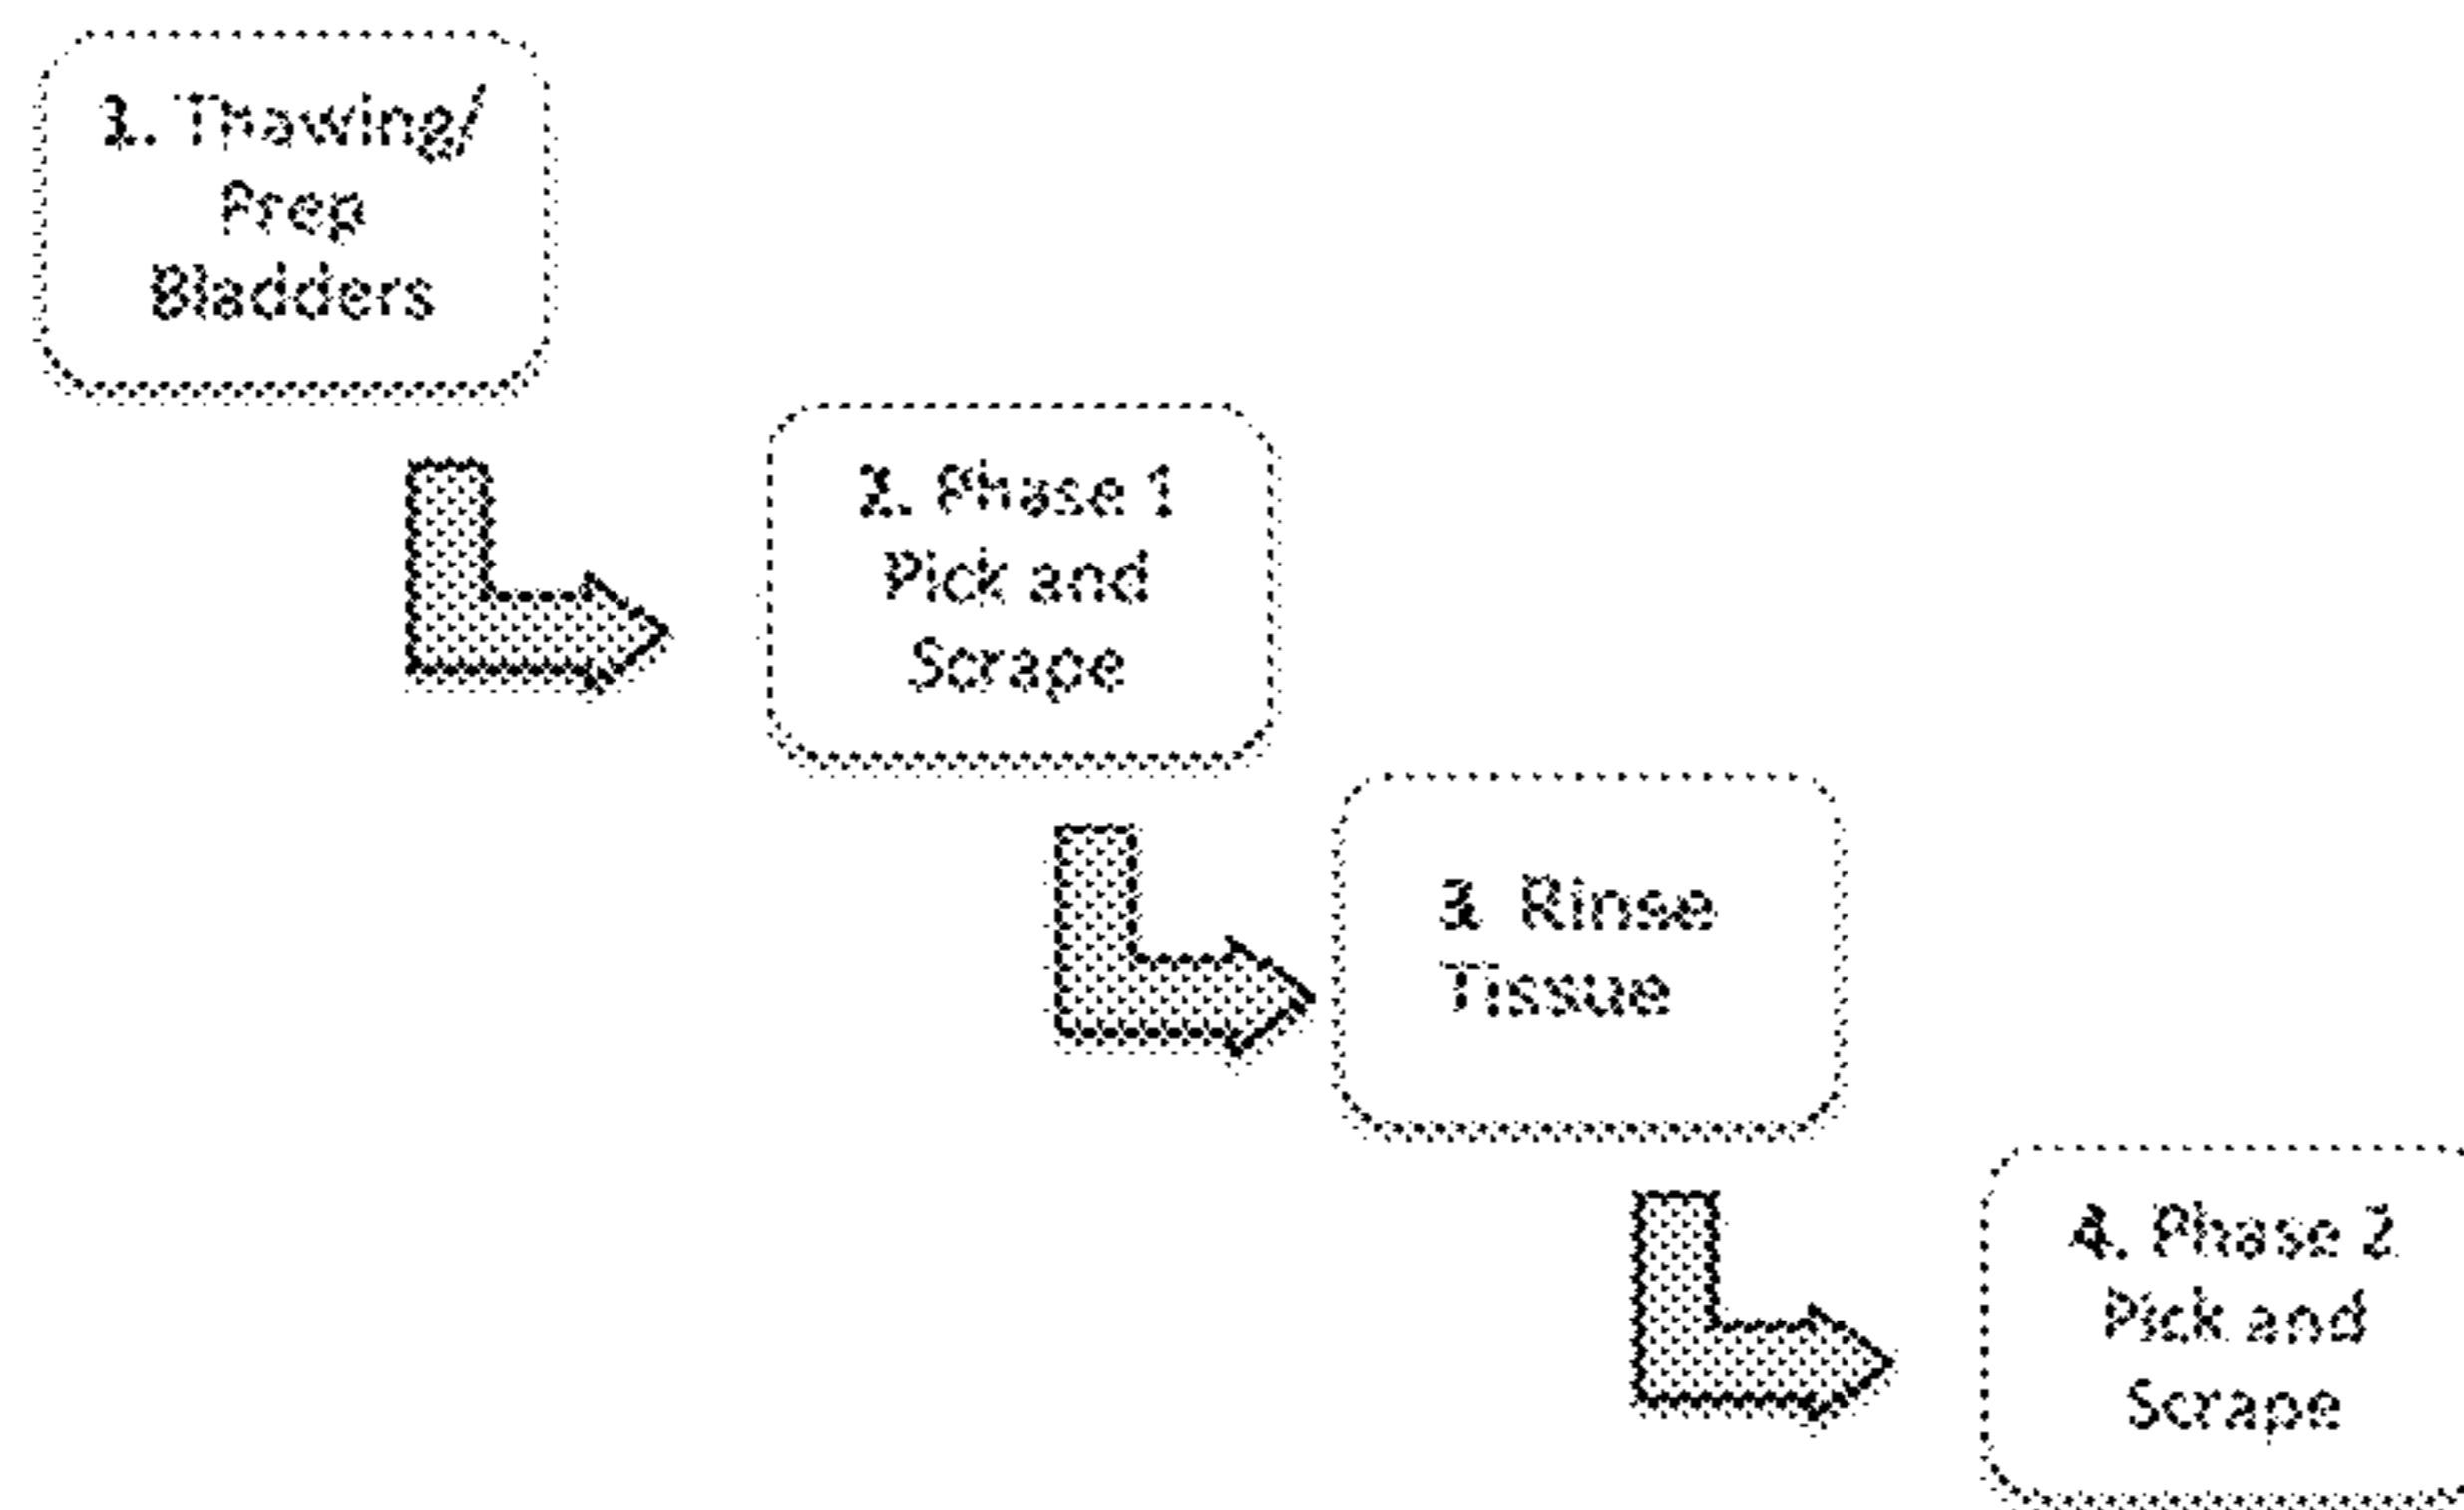 1. Thawing/
Prep
Bladders
2. Phase 1
Pick and
Scrape
3 Rinse
Tissue
4. Phase 2
Pick and
Scrape